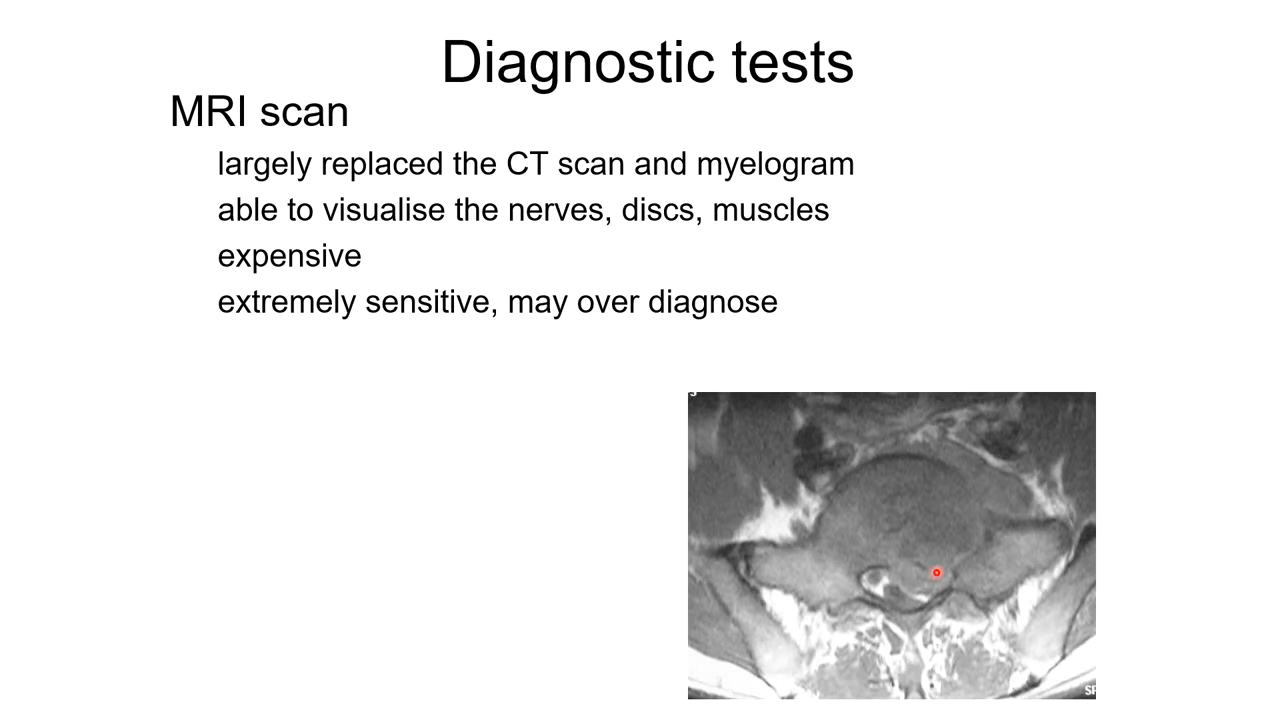 Diagnostic tests
MRI scan
largely replaced the CT scan and myelogram
able to visualise the nerves, discs, muscles
expensive
extremely sensitive, may over diagnose